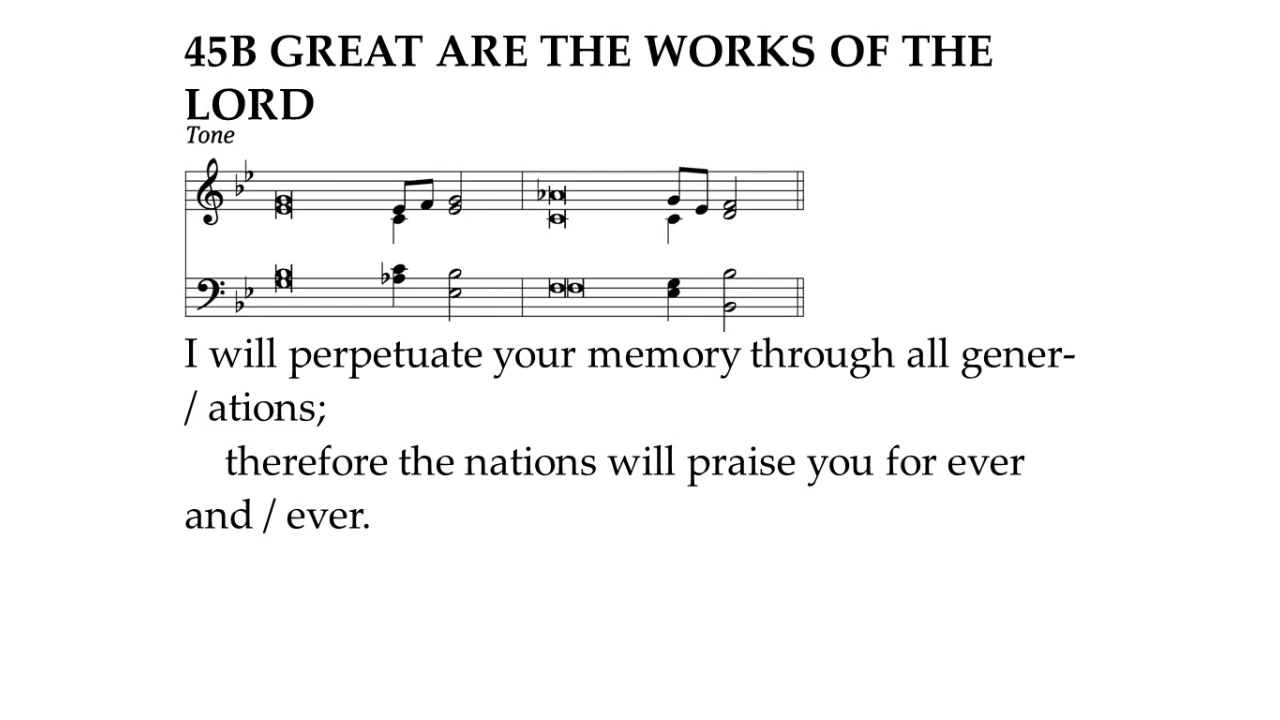 45B GREAT ARE THE WORKS OF THE
LORD
Tone
I will perpetuate your memory through all gener-
/ ations;
therefore the nations will praise you for ever
and / ever.